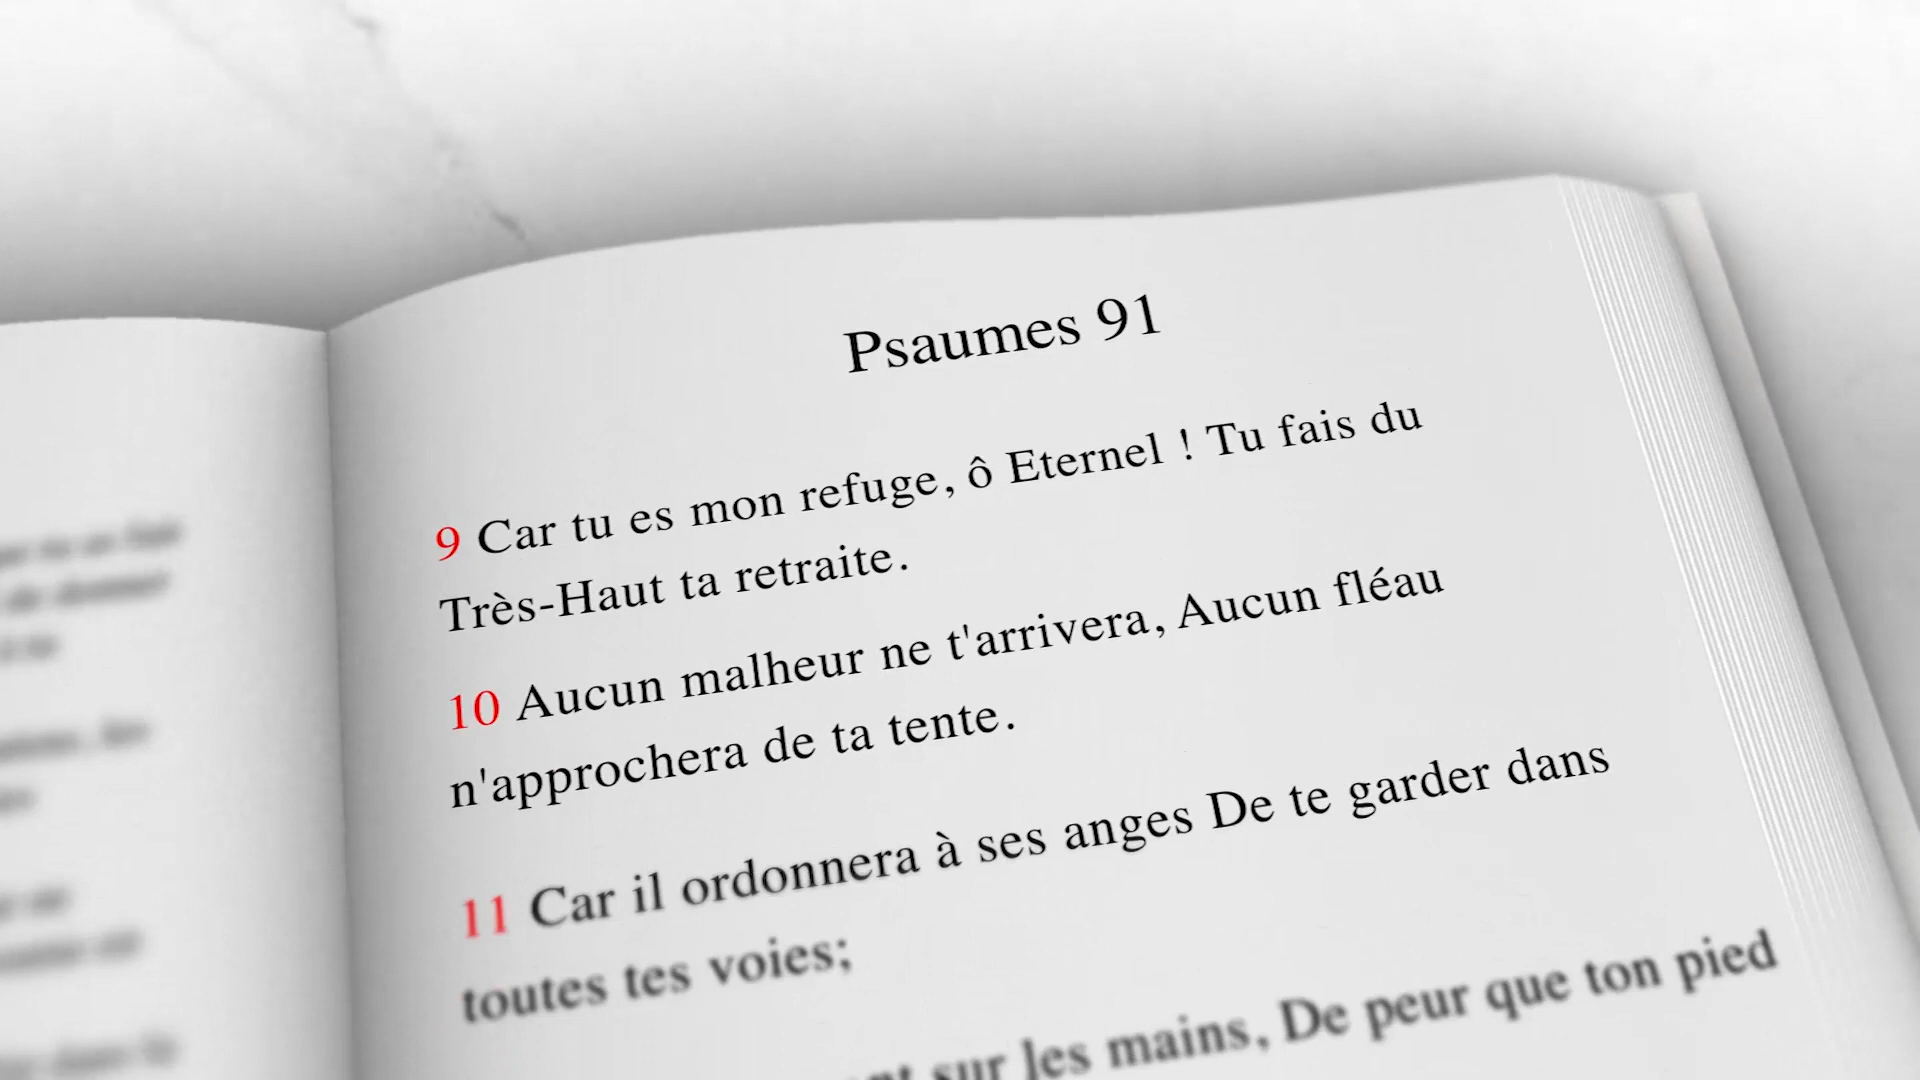 Psaumes 91
9 Car tu es mon refuge, ô Eternel ! Tu fais du
Très-Haut ta retraite.
10 Aucun malheur ne t'arrivera, Aucun fléau
n'approchera de ta tente.
11 Car il ordonnera à ses anges De te garder dans
toutes tes voies;
sur les mains, De peur que ton pied